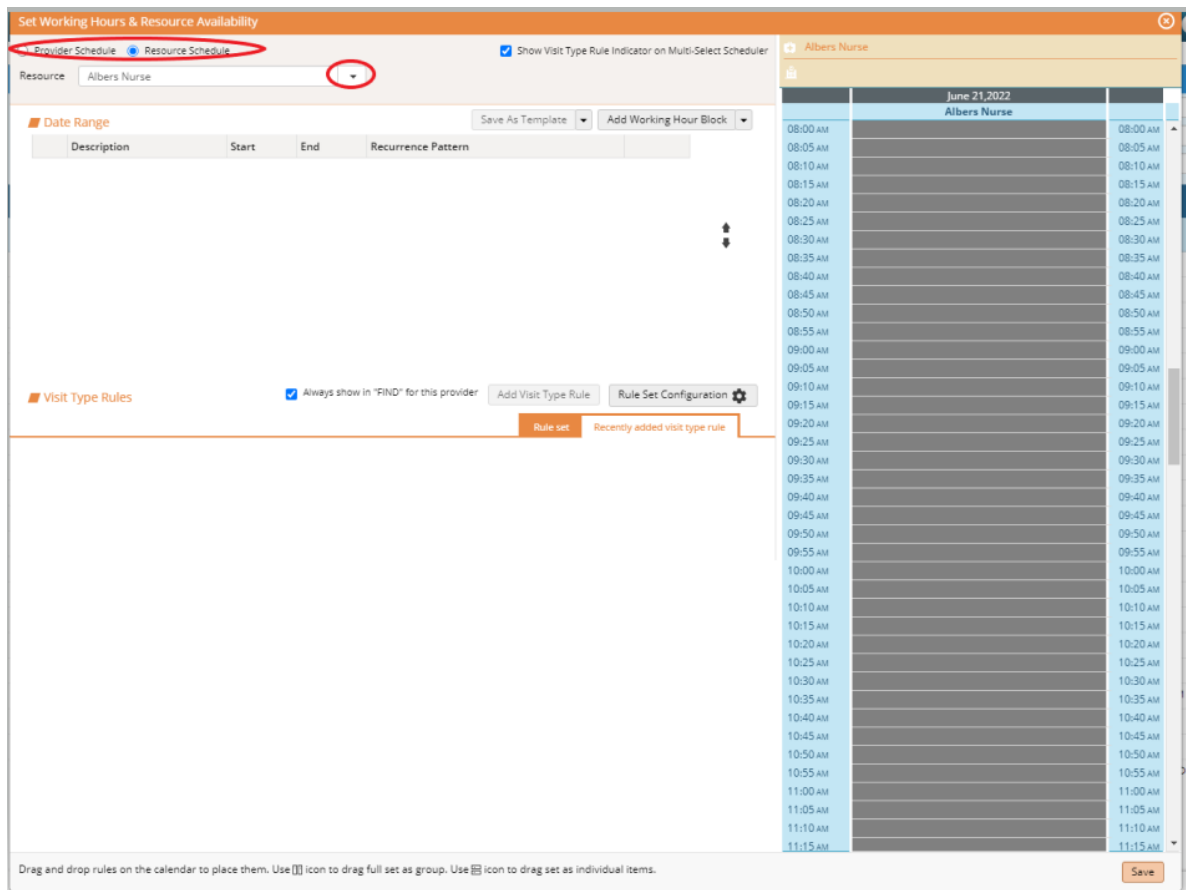 Set Working Hours & Resource Availability
Provider Schedule Resource Schedule
Show Visit Type Rule Indicator on Multi-Select Scheduler
Resource Albers Nurse
Date Range
Save As Template
Add Working Hour Block
Description Start End Recurrence Pattern
Visit Type Rules
Always show in "FIND" for this provider
Add Visit Type Rule
Rule Set Configuration
Rule set
Recently added visit type rule
Albers Nurse
June 21,2022
Albers Nurse
08:00 AM 08:00 AM
08:05 AM 08:05 AM
08:10 AM 08:10 AM
08:15 AM 08:15 AM
08:20 AM 08:20 AM
08:25 AM 08:25 AM
08:30 AM 08:30 AM
08:35 AM 08:35 AM
08:40 AM 08:40 AM
08:45 AM 08:45 AM
08:50 AM 08:50 AM
08:55 AM 08:55 AM
09:00 AM 09:00 AM
09:05 AM 09:05 AM
09:10 AM 09:10 AM
09:15 AM 09:15 AM
09:20 AM 09:20 AM
09:25 AM 09:25 AM
09:30 AM 09:30 AM
09:35 AM 09:35 AM
09:40 AM 09:40 AM
09:45 AM 09:45 AM
09:50 AM 09:50 AM
09:55 AM 09:55 AM
10:00 AM 10:00 AM
10:05 AM 10:05 AM
10:10 AM 10:10 AM
10:15 AM 10:15 AM
10:20 AM 10:20 AM
10:25 AM 10:25 AM
10:30 AM 10:30 AM
10:35 AM 10:35 AM
10:40 AM 10:40 AM
10:45 AM 10:45 AM
10:50 AM 10:50 AM
10:55 AM 10:55 AM
11:00 AM 11:00 AM
11:05 AM 11:05 AM
11:10 AM 11:10 AM
11:15 AM 11:15 AM
Drag and drop rules on the calendar to place them. Use icon to drag full set as group. Use icon to drag set as individual items.
Save